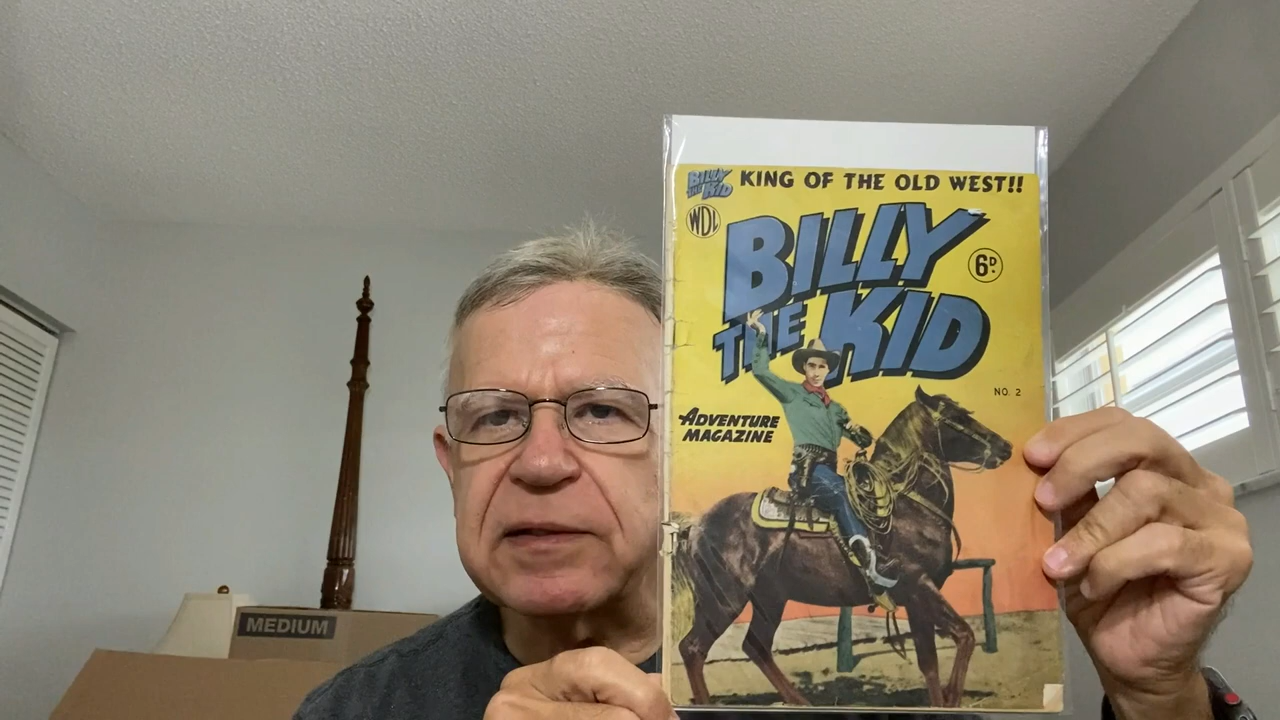 BILLY THE KID
KING OF THE OLD WEST!!
WDL
BILLY
THE KID
6D.
NO. 2
ADVENTURE
MAGAZINE
MEDIUM